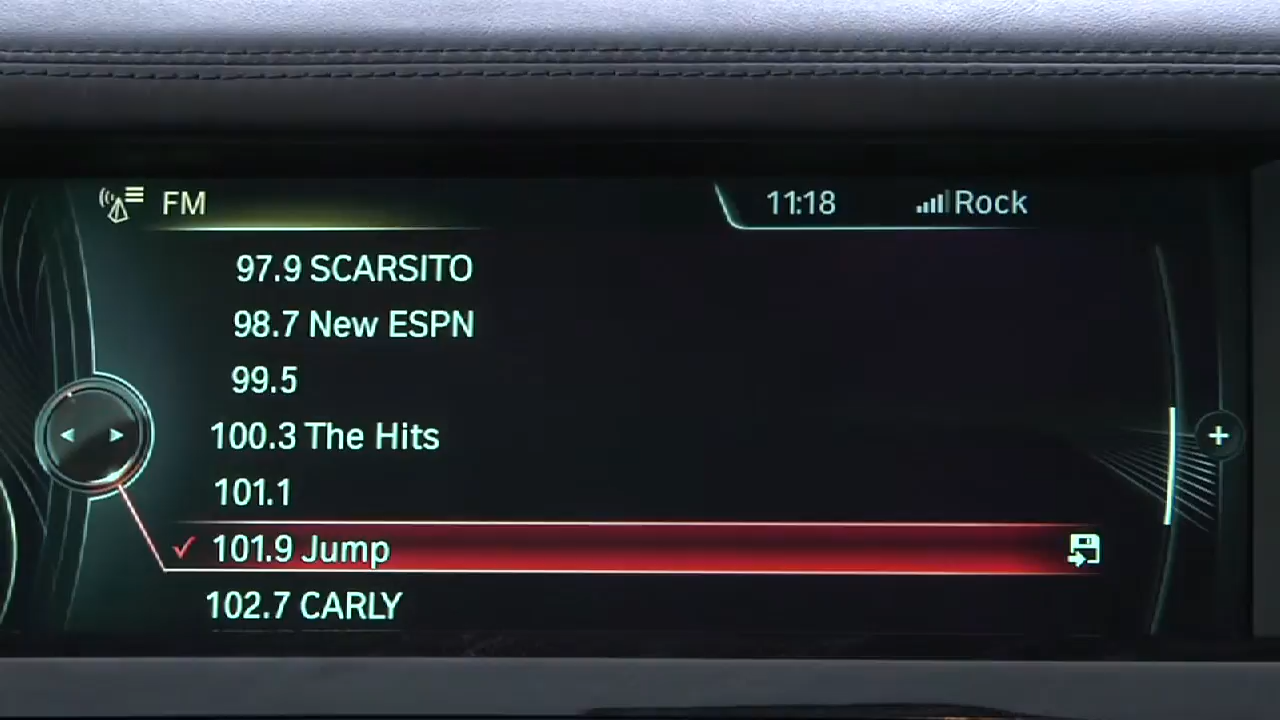 FM
11:18
Rock
97.9 SCARSITO
98.7 New ESPN
99.5
100.3 The Hits
101.1
101.9 Jump
102.7 CARLY